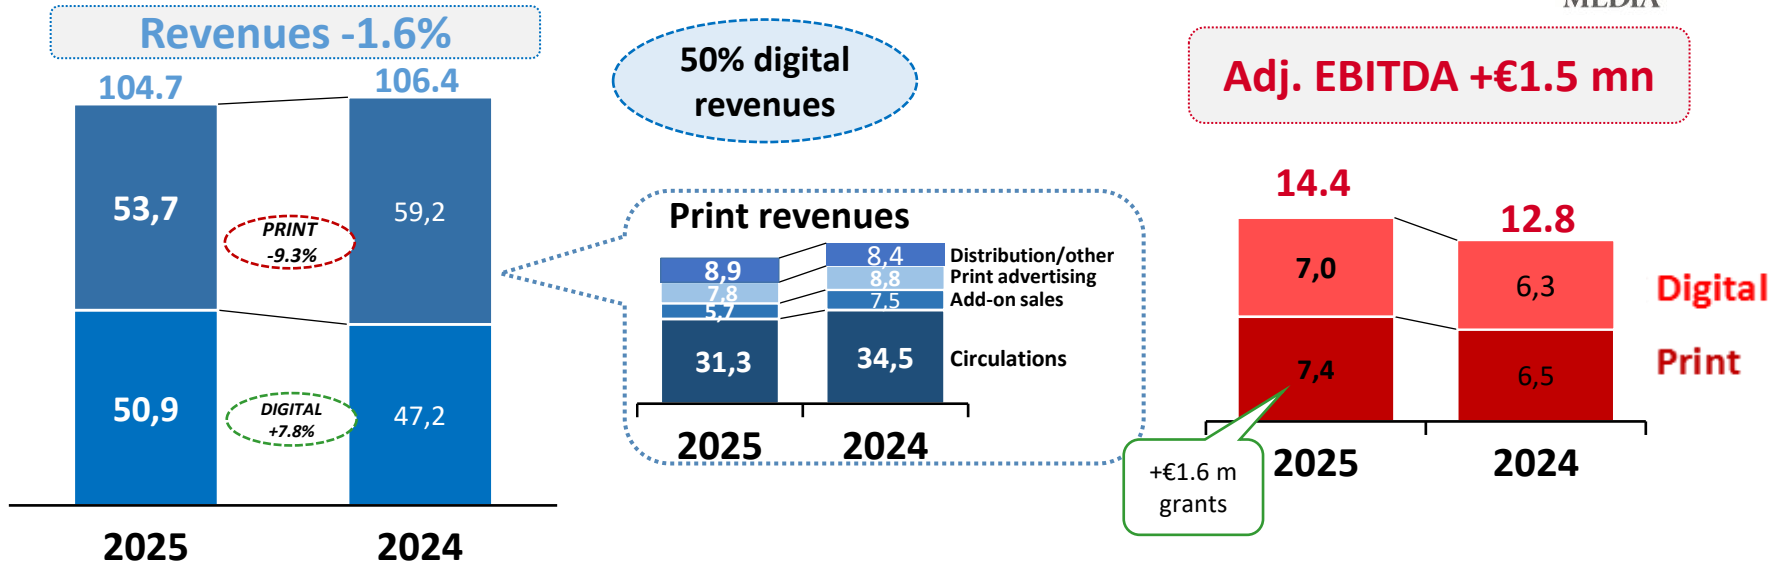 MEDIA
Revenues -1.6%
104.7
106.4
53,7
59,2
PRINT
-9.3%
50,9
47,2
DIGITAL
+7.8%
2025
2024
50% digital
revenues
Print revenues
8,9
8,4
Distribution/other
7,8
8,8
Print advertising
5,7
7,5
Add-on sales
31,3
34,5
Circulations
2025
2024
Adj. EBITDA +€1.5 mn
14.4
12.8
7,0
6,3
Digital
7,4
6,5
Print
+€1.6 m
grants
2025
2024